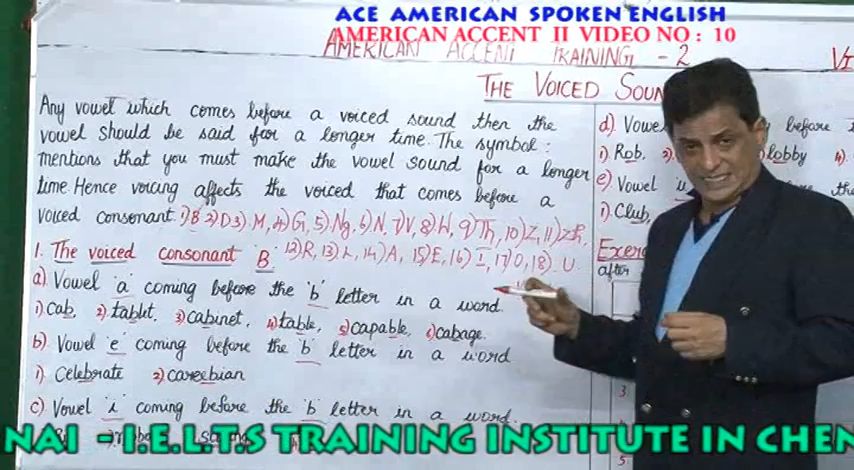 ACE AMERICAN SPOKEN ENGLISH
AMERICAN ACCENT II VIDEO NO : 10
AMERICAN ACCENT TRAINING - 2
THE VOICED SOUN
Any vowel which comes before a voiced sound then the
vowel should be said for a longer time. The symbol :
mentions that you must make the vowel sound for a longer
time. Hence voicing affects the voiced that comes before a
voiced consonant. 1) B 2) D 3) M, 4) G, 5) Ng, 6) N, 7) V, 8) W, 9) Th, 10) Z, 11) zh,
12) R, 13) L, 14) A, 15) E, 16) I, 17) O, 18) U
1. The voiced consonant 'B'
a) Vowel 'a' coming before the 'b' letter in a word.
1) Cab, 2) tablet, 3) cabinet, 4) table, 5) capable, 6) cabage.
b) Vowel 'e' coming before the 'b' letter in a word
1) Celebrate 2) careebian
c) Vowel 'i' coming before the 'b' letter in a word.
d) Vowe before
1) Rob, lobby 4)
e) Vowel 'u' the
1) Club,
Exer
after
3
5
NAI - I.E.L.T.S TRAINING INSTITUTE IN CHEN